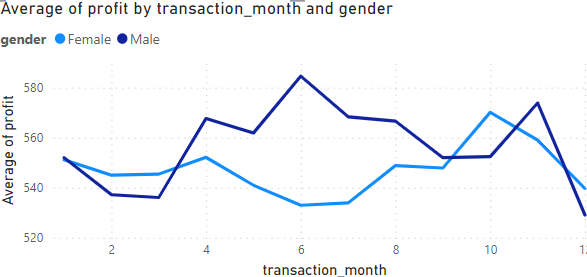 Average of profit by transaction_month and gender
gender Female Male
Average of profit
580
560
540
520
2 4 6 8 10
transaction_month